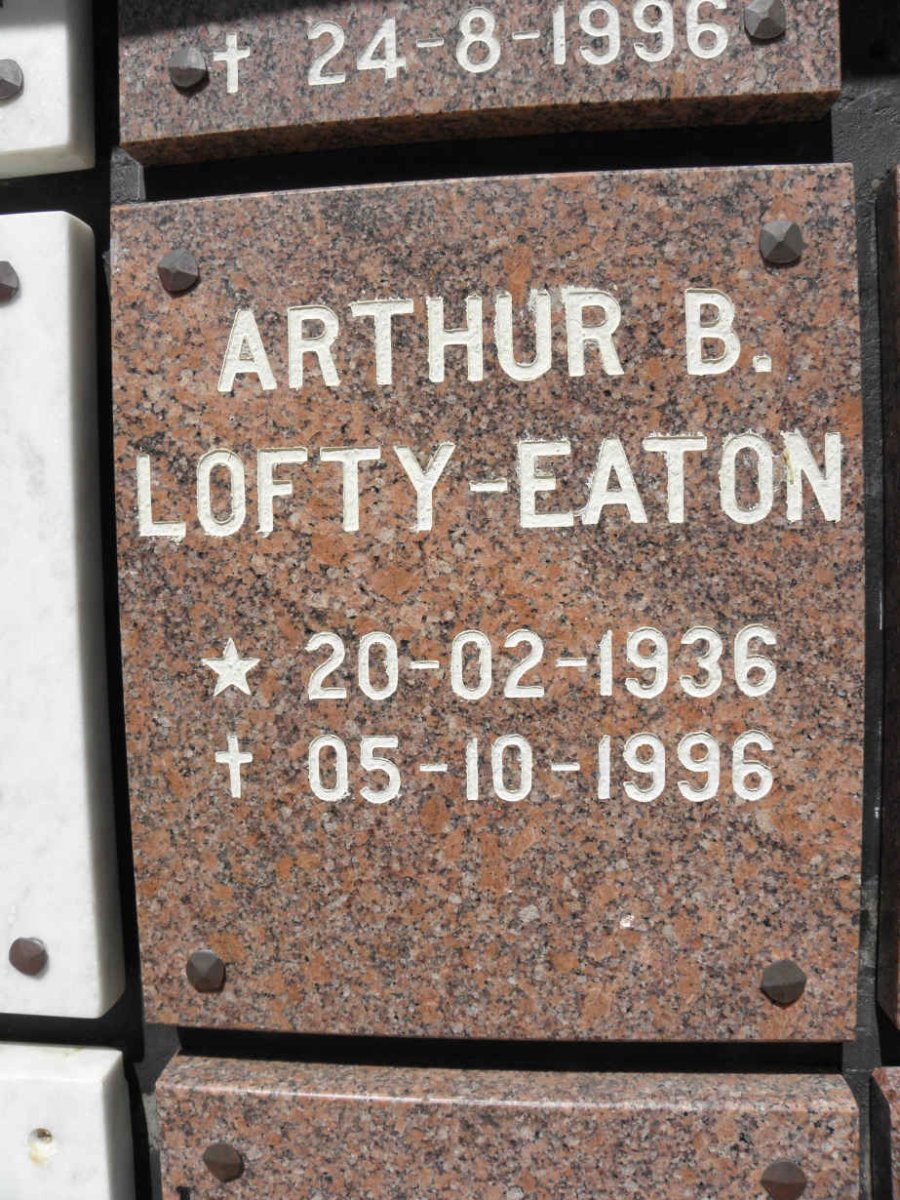 † 24-8-1996
ARTHUR B.
LOFTY-EATON
★ 20-02-1936
† 05-10-1996